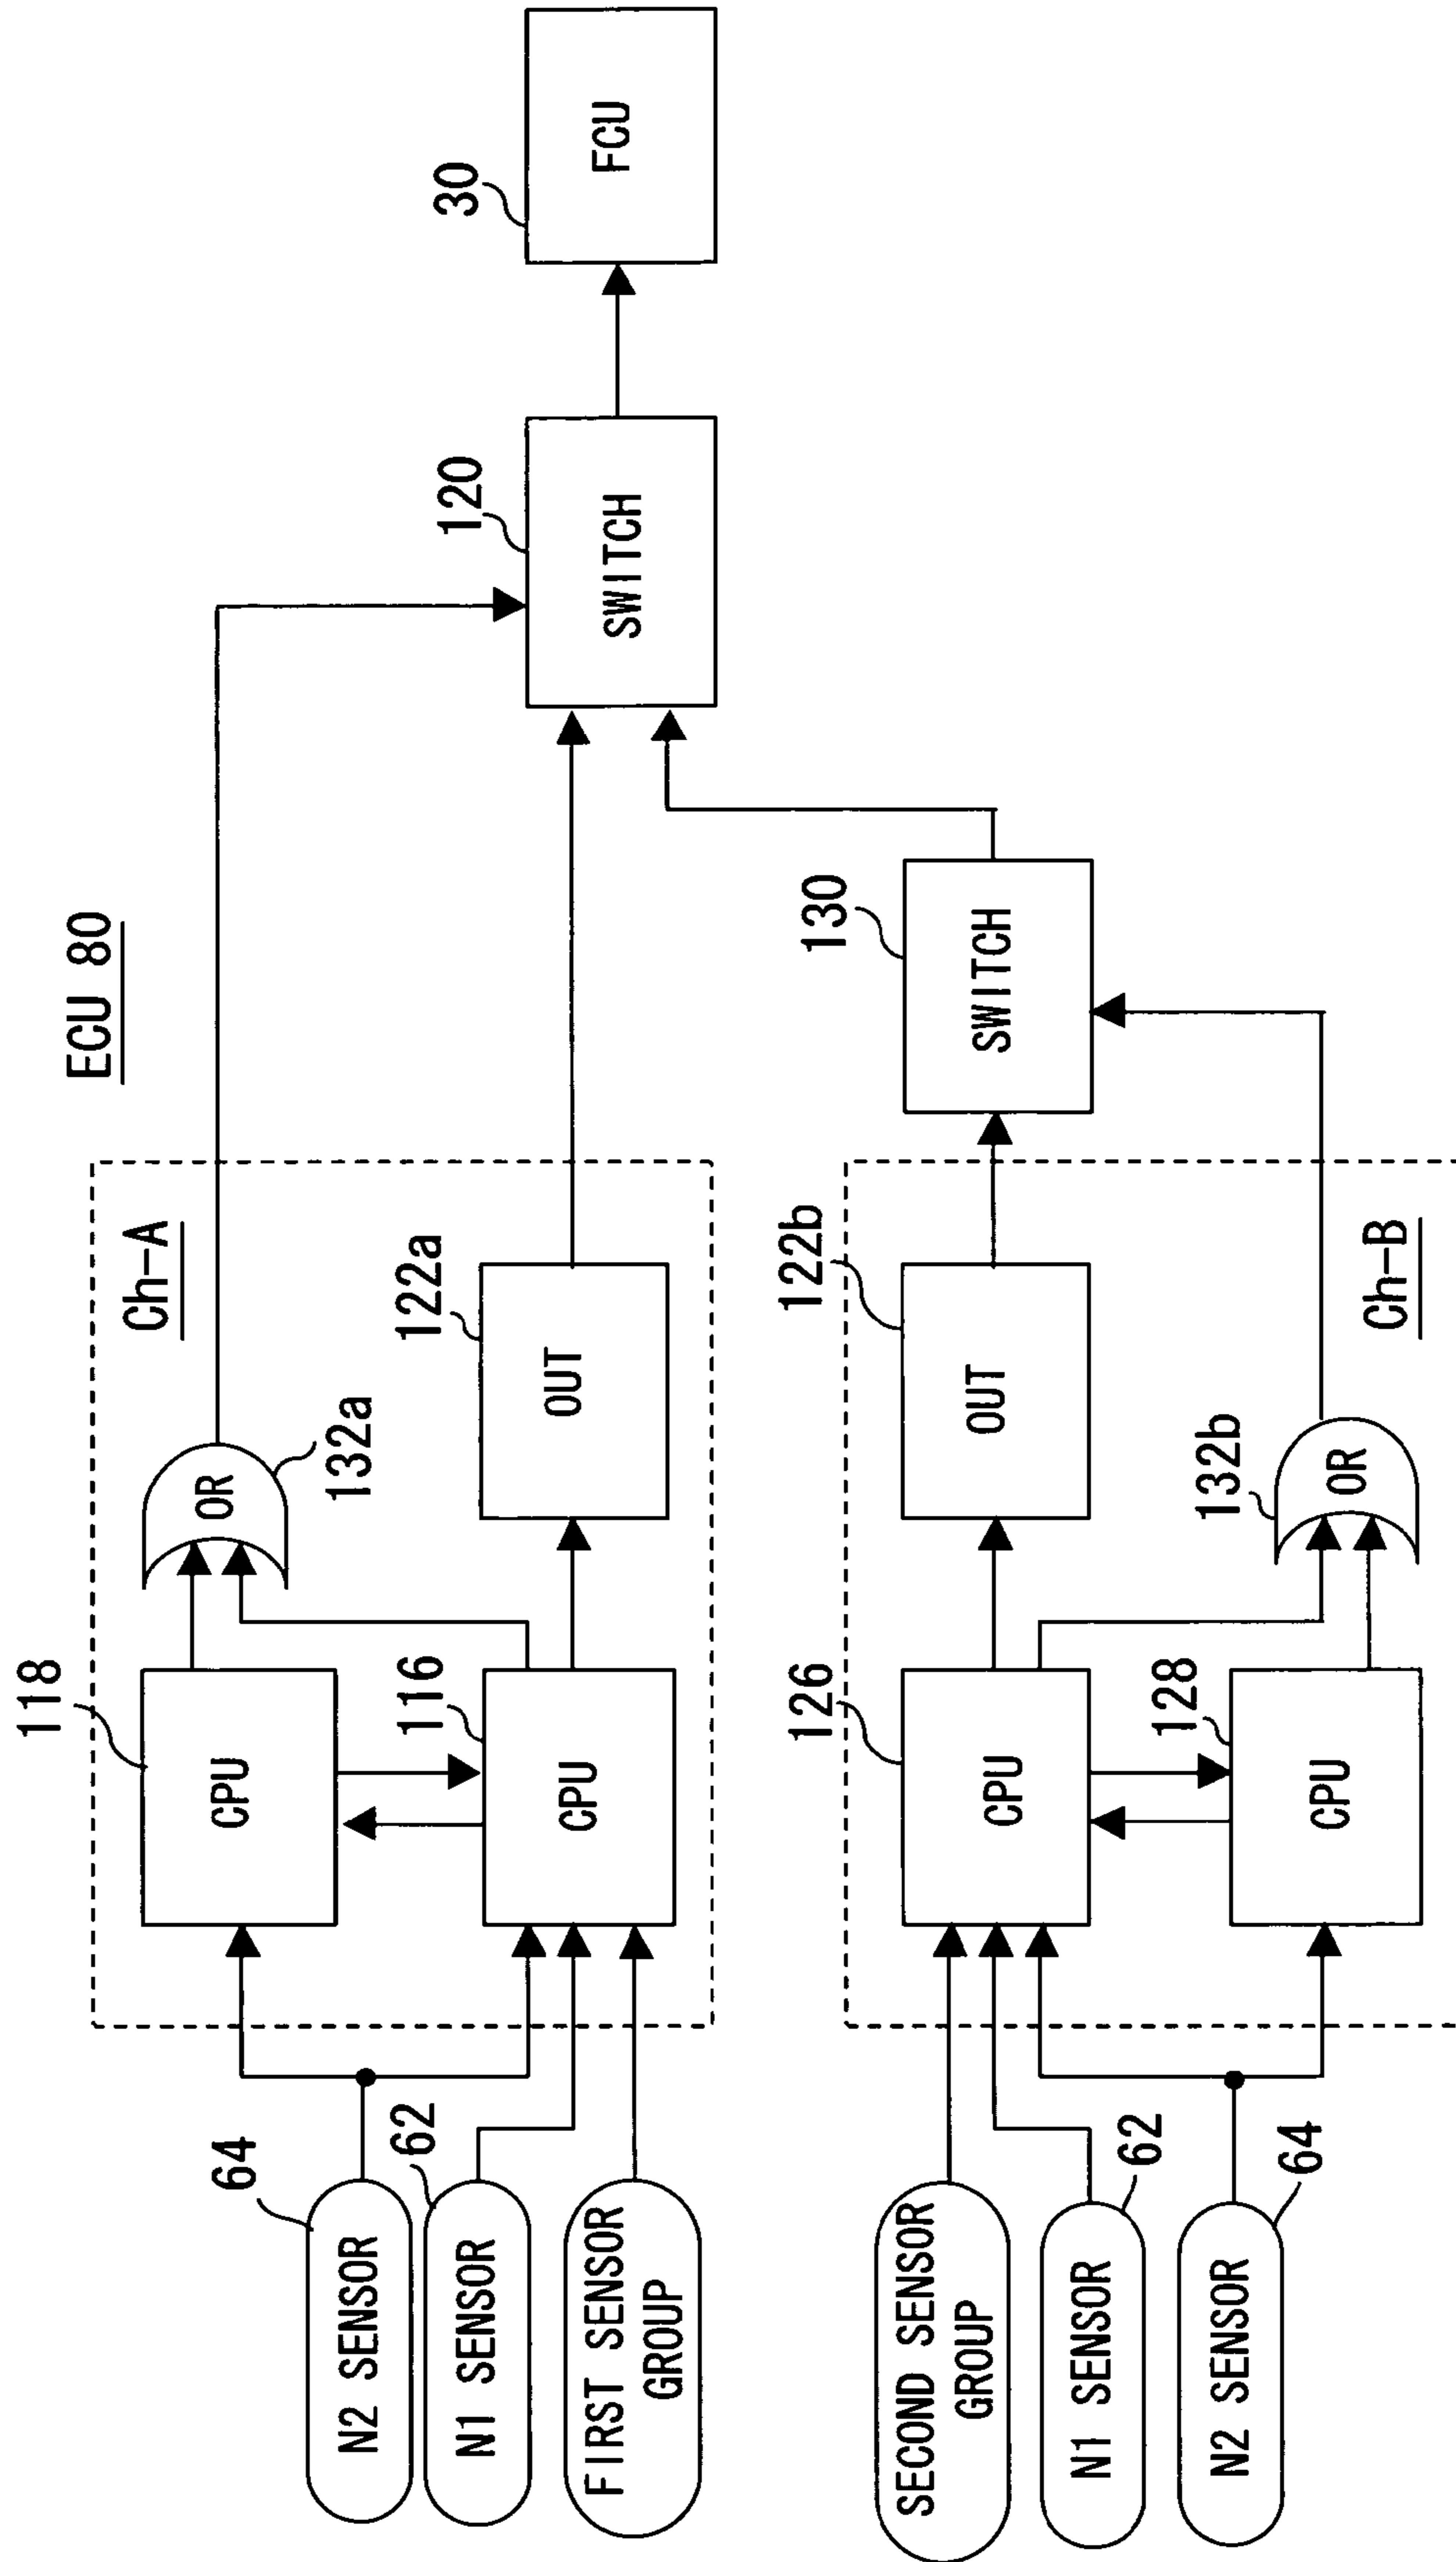 ECU 80
118
CPU
OR
132a
Ch-A
116
CPU
122a
OUT
64
N2 SENSOR
62
N1 SENSOR
FIRST SENSOR
GROUP
120
SWITCH
30
FCU
SECOND SENSOR
GROUP
N1 SENSOR
62
N2 SENSOR
64
126
CPU
122b
OUT
130
SWITCH
128
CPU
132b
OR
Ch-B